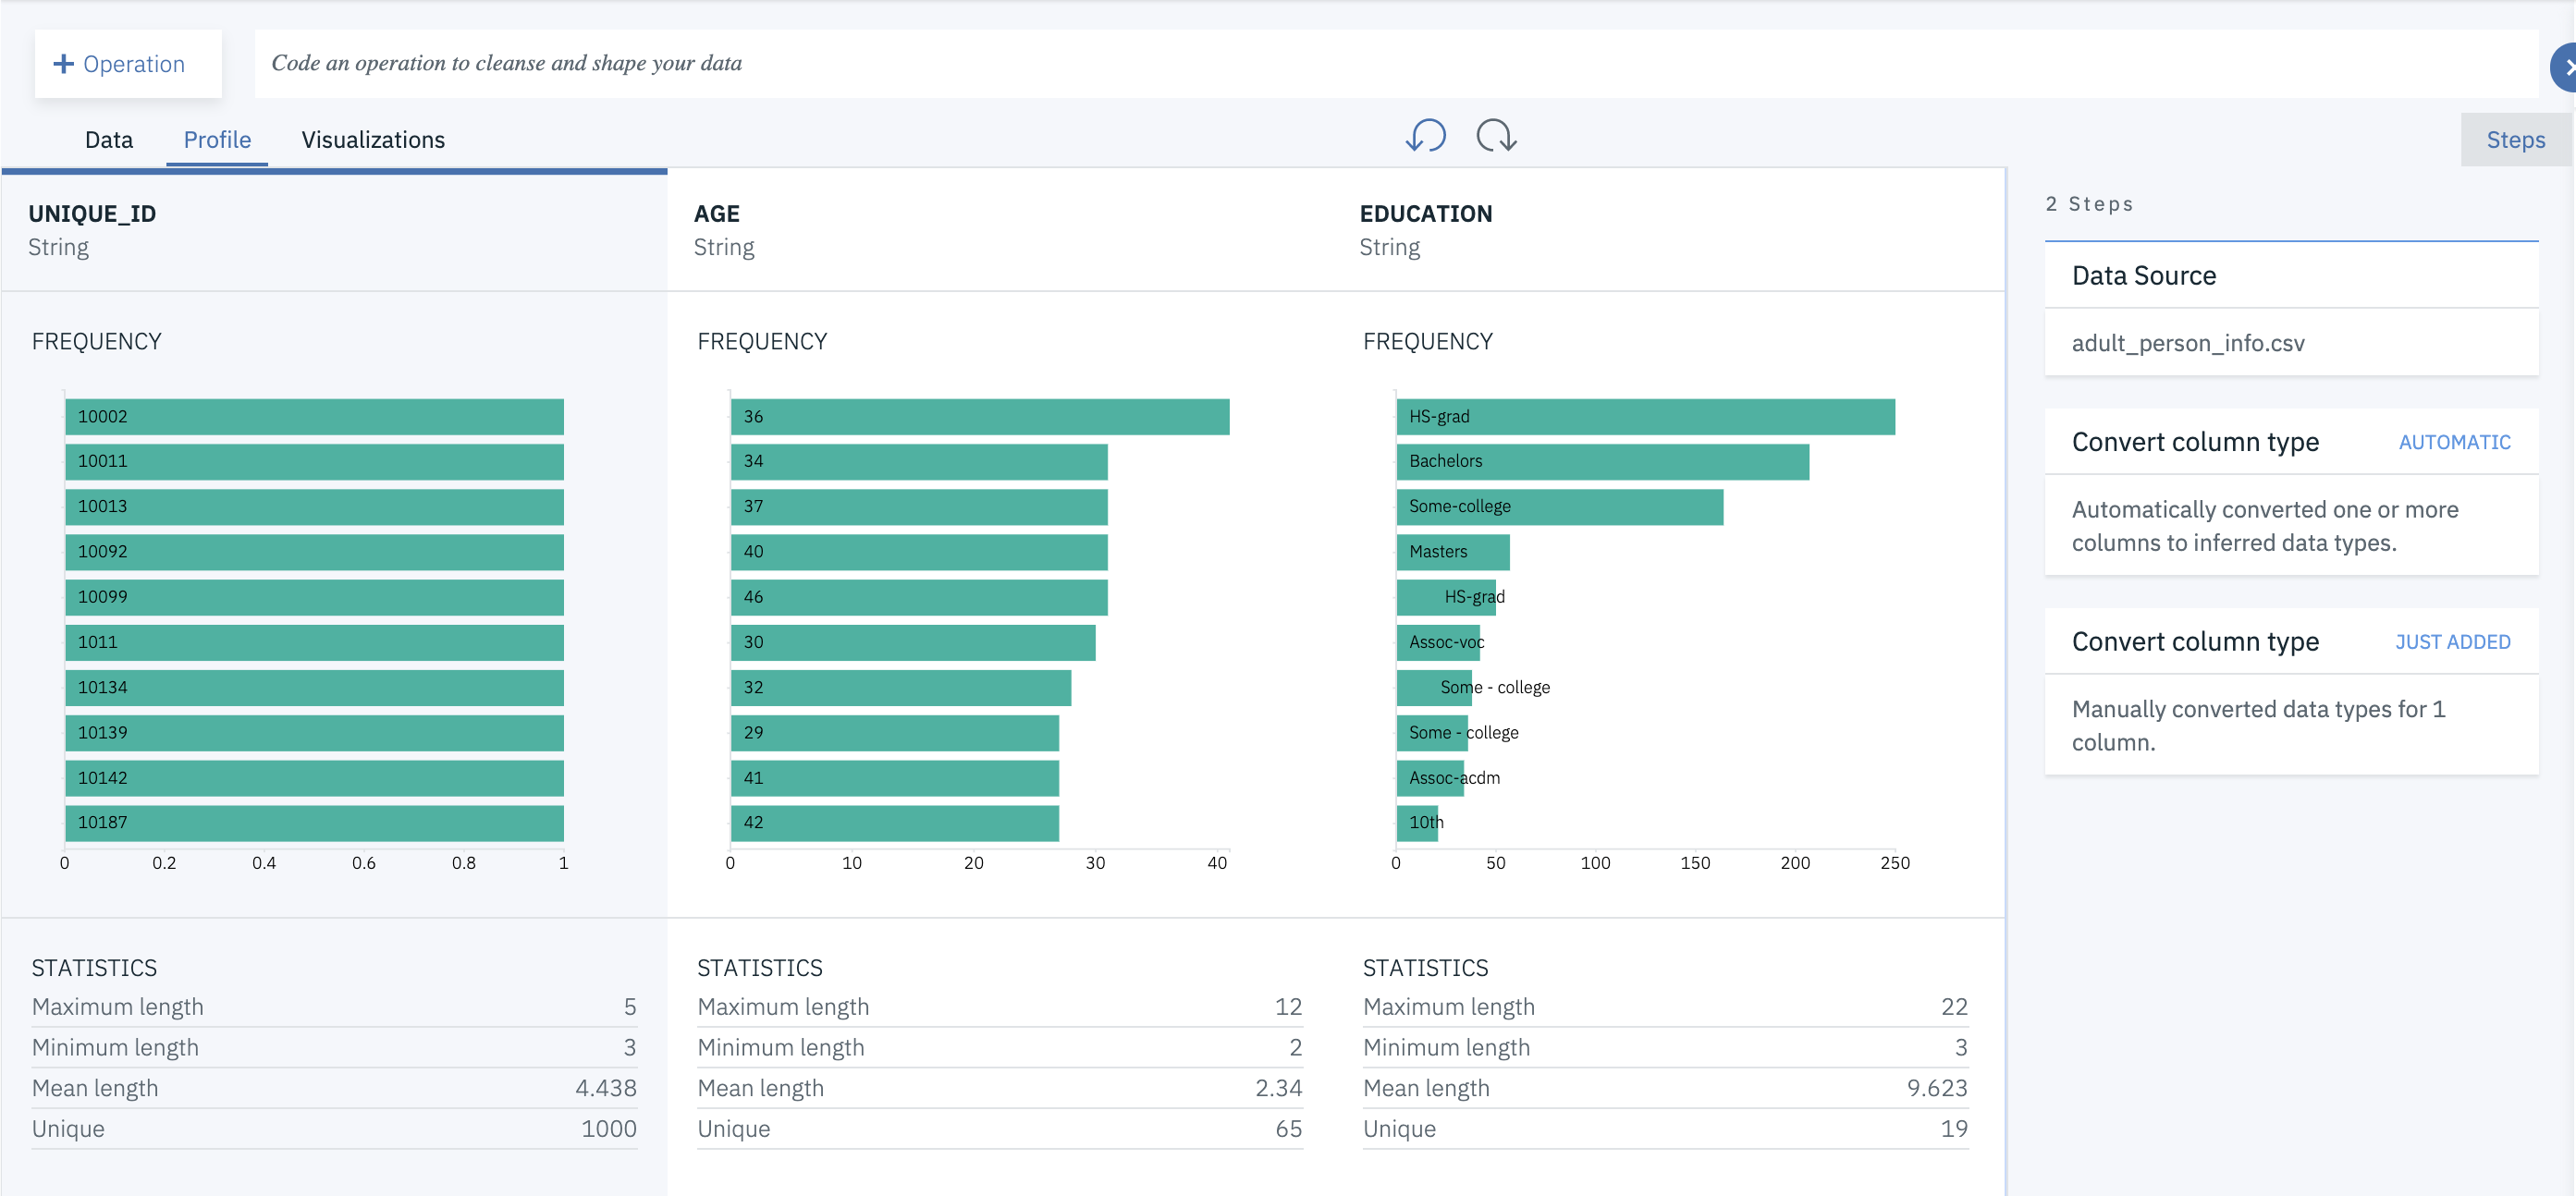 + Operation
Code an operation to cleanse and shape your data
Data Profile Visualizations
Steps
UNIQUE_ID
String
FREQUENCY
10002
10011
10013
10092
10099
1011
10134
10139
10142
10187
0 0.2 0.4 0.6 0.8 1
STATISTICS
Maximum length 5
Minimum length 3
Mean length 4.438
Unique 1000
AGE
String
FREQUENCY
36
34
37
40
46
30
32
29
41
42
0 10 20 30 40
STATISTICS
Maximum length 12
Minimum length 2
Mean length 2.34
Unique 65
EDUCATION
String
FREQUENCY
HS-grad
Bachelors
Some-college
Masters
HS-grad
Assoc-voc
Some - college
Some - college
Assoc-acdm
10th
0 50 100 150 200 250
STATISTICS
Maximum length 22
Minimum length 3
Mean length 9.623
Unique 19
2 Steps
Data Source
adult_person_info.csv
Convert column type AUTOMATIC
Automatically converted one or more
columns to inferred data types.
Convert column type JUST ADDED
Manually converted data types for 1
column.